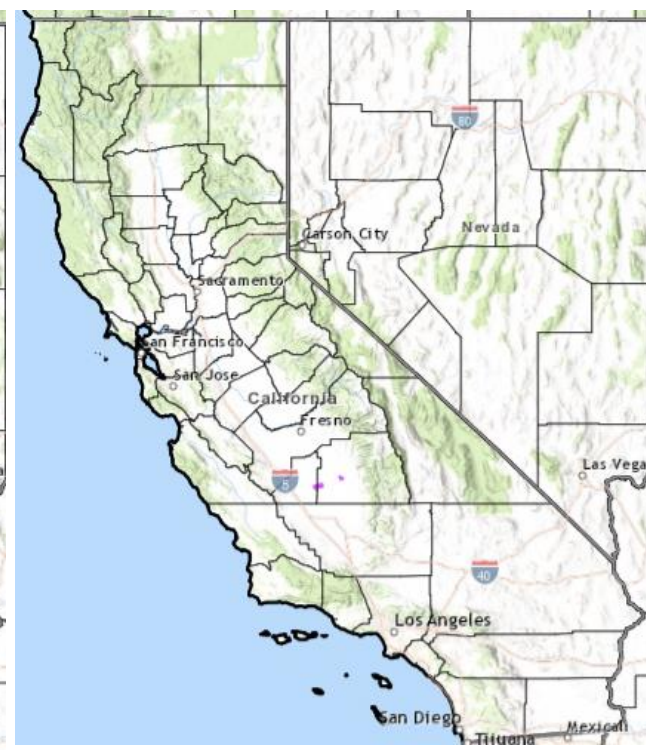 80
Nevada
Carson City
Sacramento
San Francisco
San Jose
California
Fresno
Las Vega
5
40
Los Angeles
San Diego
Tijuana
Mexicali